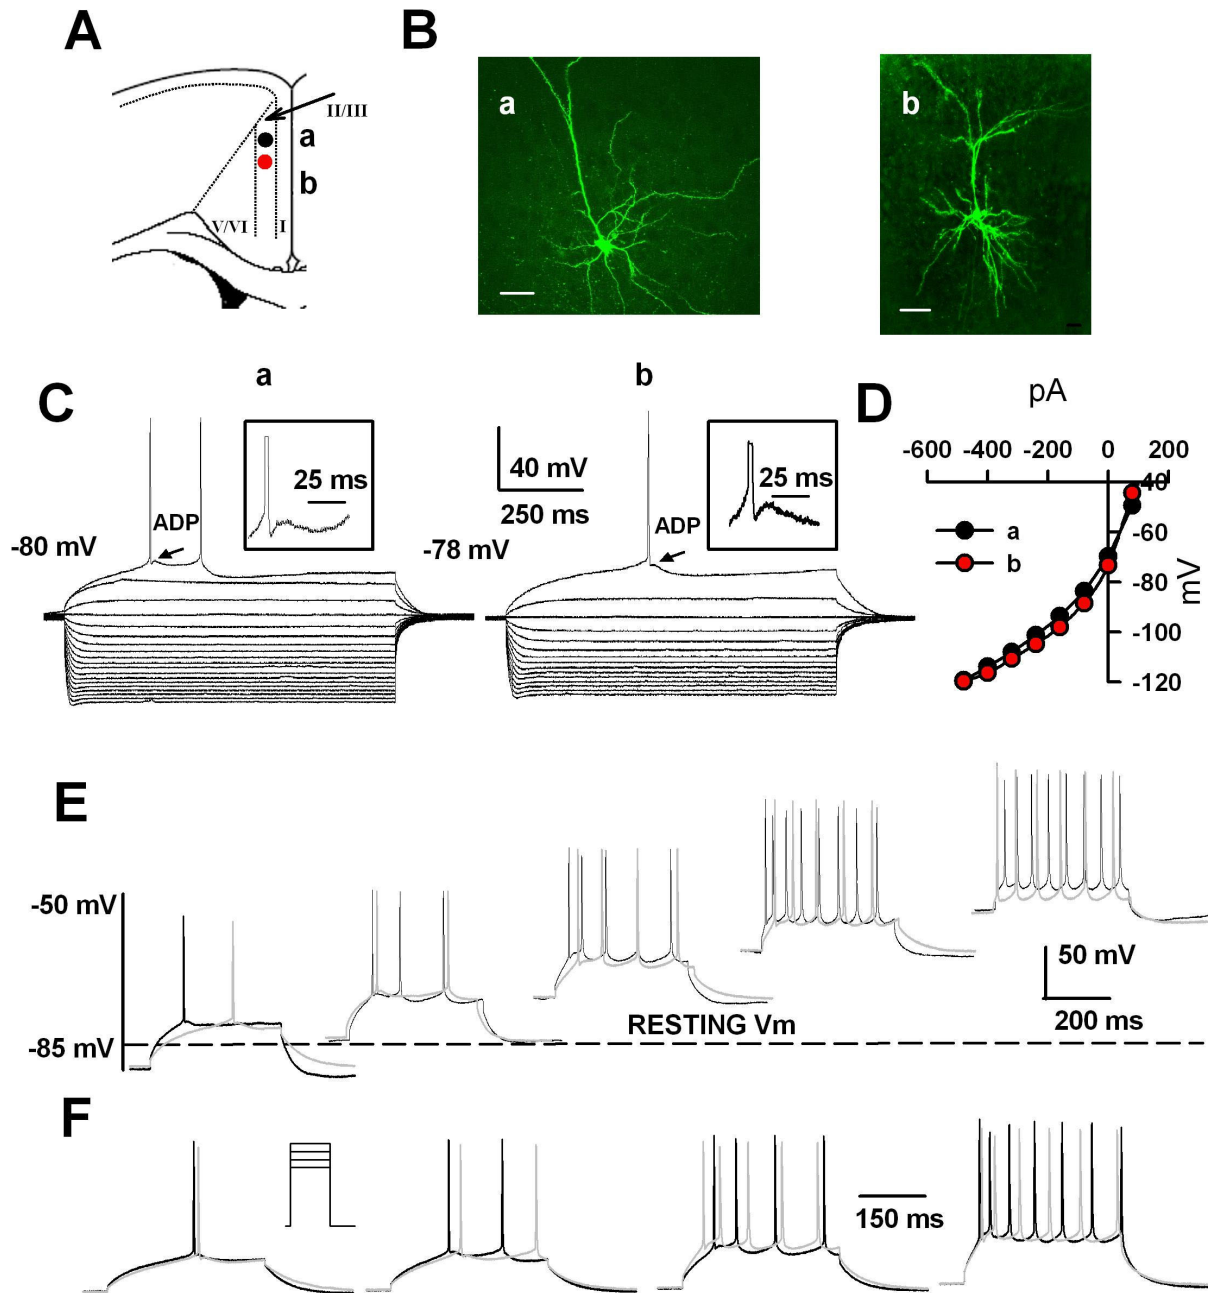 A
B
II/III
a
b
V/VI
I
a
b
C
a
b
D
pA
25 ms
ADP
-80 mV
40 mV
250 ms
25 ms
ADP
-78 mV
-600 -400 -200 0 200
-40
-60
-80
-100
-120
mV
a
b
E
-50 mV
-85 mV
RESTING Vm
50 mV
200 ms
F
150 ms